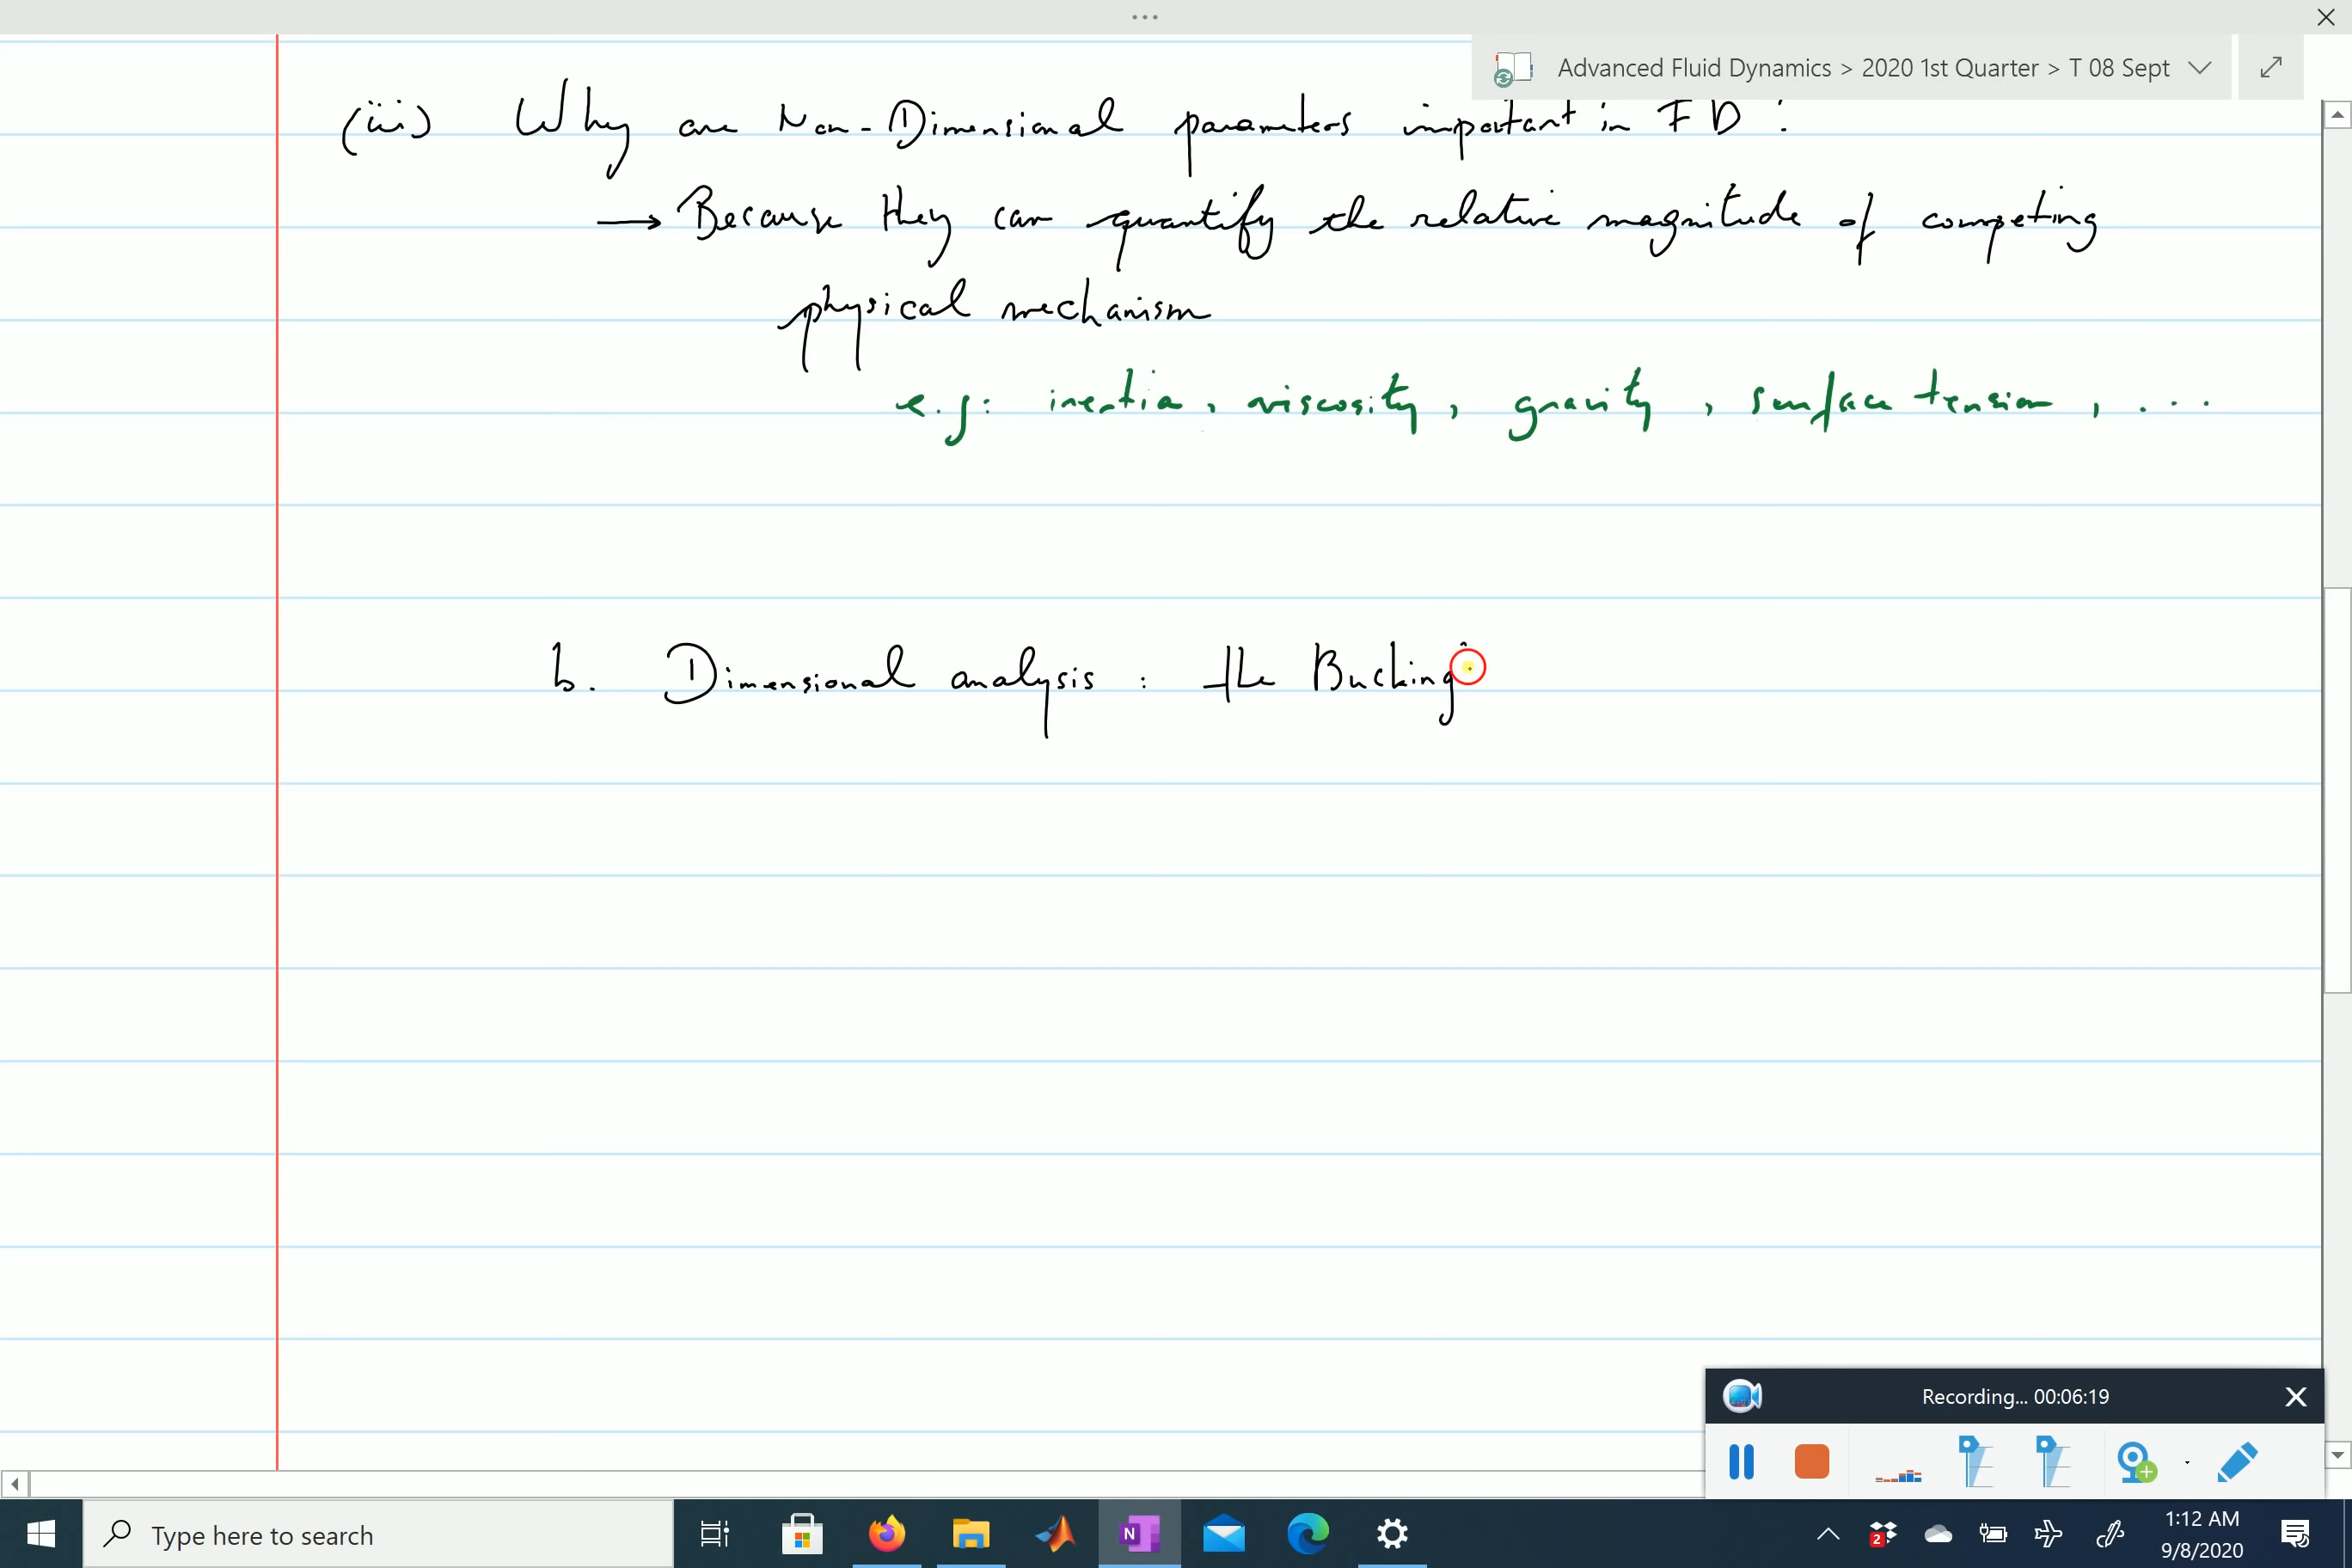 Advanced Fluid Dynamics > 2020 1st Quarter > T 08 Sept
(iii) Why are Non-Dimensional parameters important in FD :
→ Because they can quantify the relative magnitude of competing
physical mechanism
e.g: inertia, viscosity, gravity, surface tension, ...
b. Dimensional analysis : the Bucking
Recording... 00:06:19
Type here to search
N
2
1:12 AM
9/8/2020